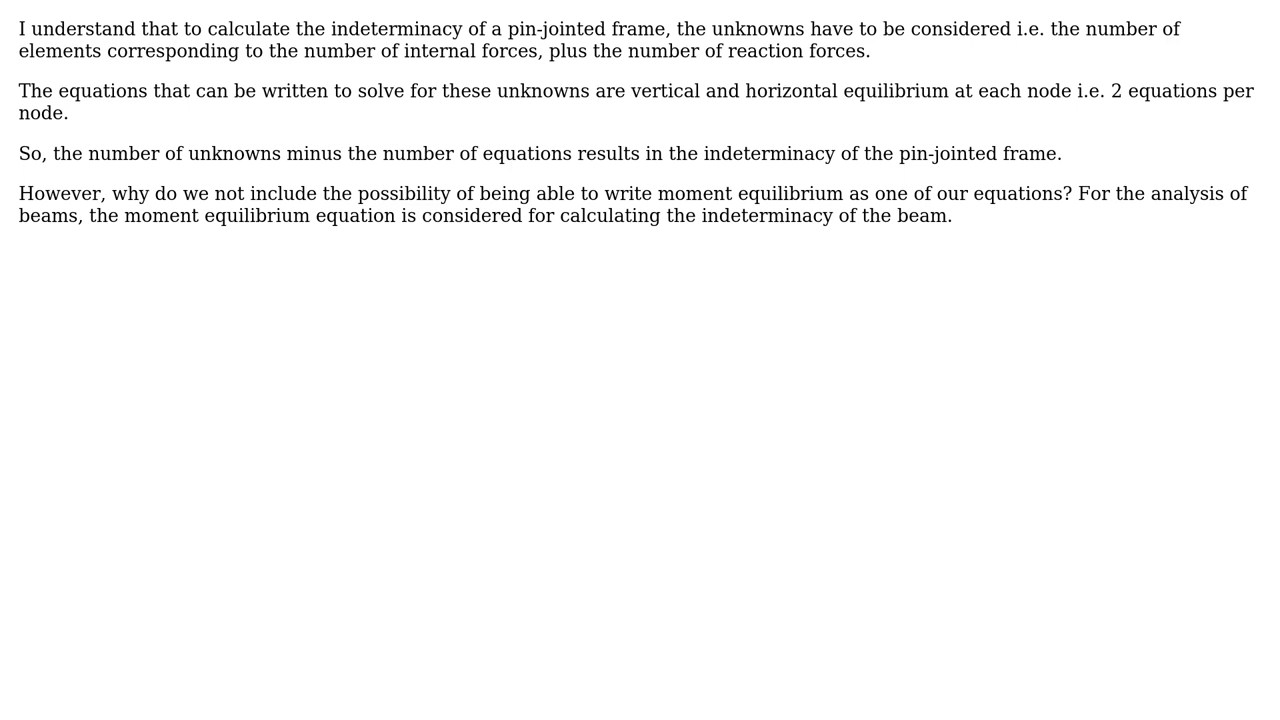 I understand that to calculate the indeterminacy of a pin-jointed frame, the unknowns have to be considered i.e. the number of
elements corresponding to the number of internal forces, plus the number of reaction forces.
The equations that can be written to solve for these unknowns are vertical and horizontal equilibrium at each node i.e. 2 equations per
node.
So, the number of unknowns minus the number of equations results in the indeterminacy of the pin-jointed frame.
However, why do we not include the possibility of being able to write moment equilibrium as one of our equations? For the analysis of
beams, the moment equilibrium equation is considered for calculating the indeterminacy of the beam.